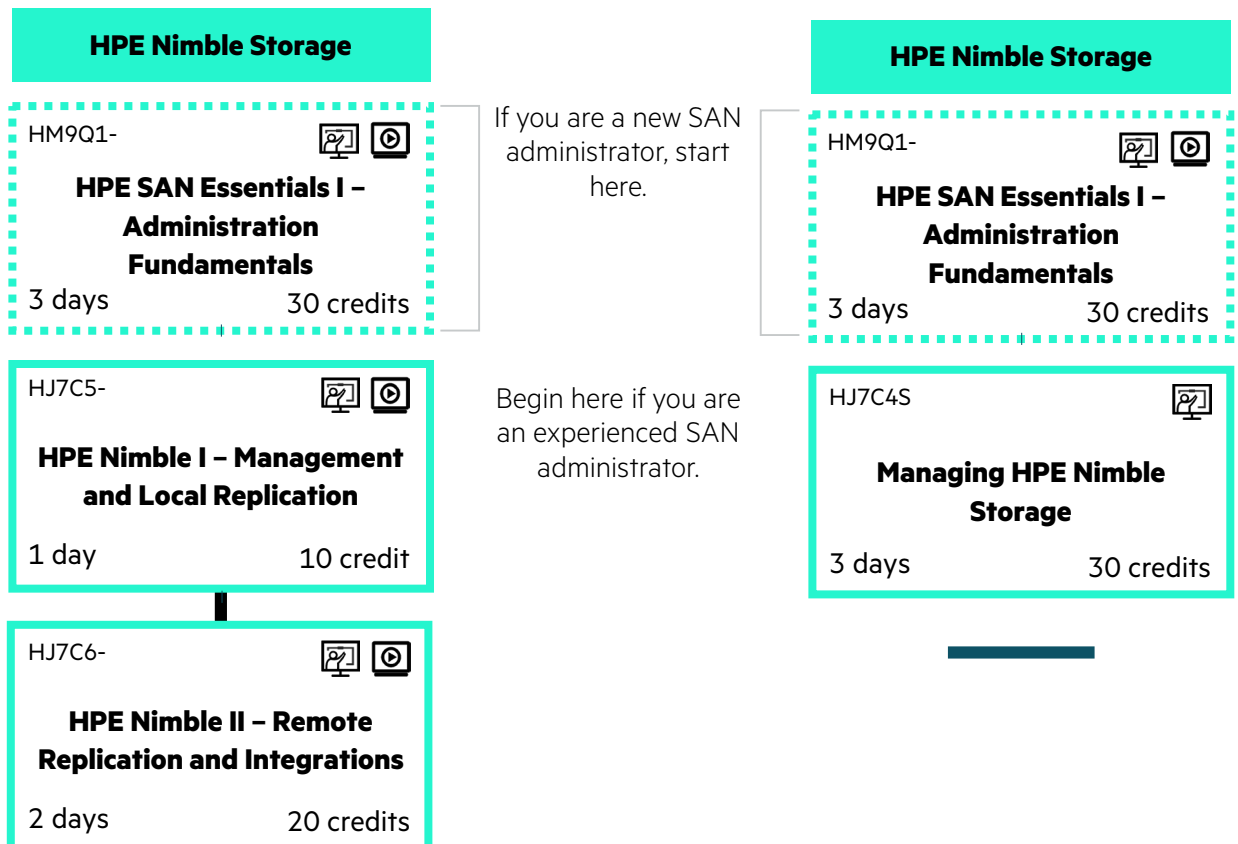 HPE Nimble Storage
HM9Q1-
HPE SAN Essentials I –
Administration
Fundamentals
3 days
30 credits
HJ7C5-
HPE Nimble I – Management
and Local Replication
1 day
10 credit
HJ7C6-
HPE Nimble II – Remote
Replication and Integrations
2 days
20 credits
If you are a new SAN
administrator, start
here.
Begin here if you are
an experienced SAN
administrator.
HPE Nimble Storage
HM9Q1-
HPE SAN Essentials I –
Administration
Fundamentals
3 days
30 credits
HJ7C4S
Managing HPE Nimble
Storage
3 days
30 credits